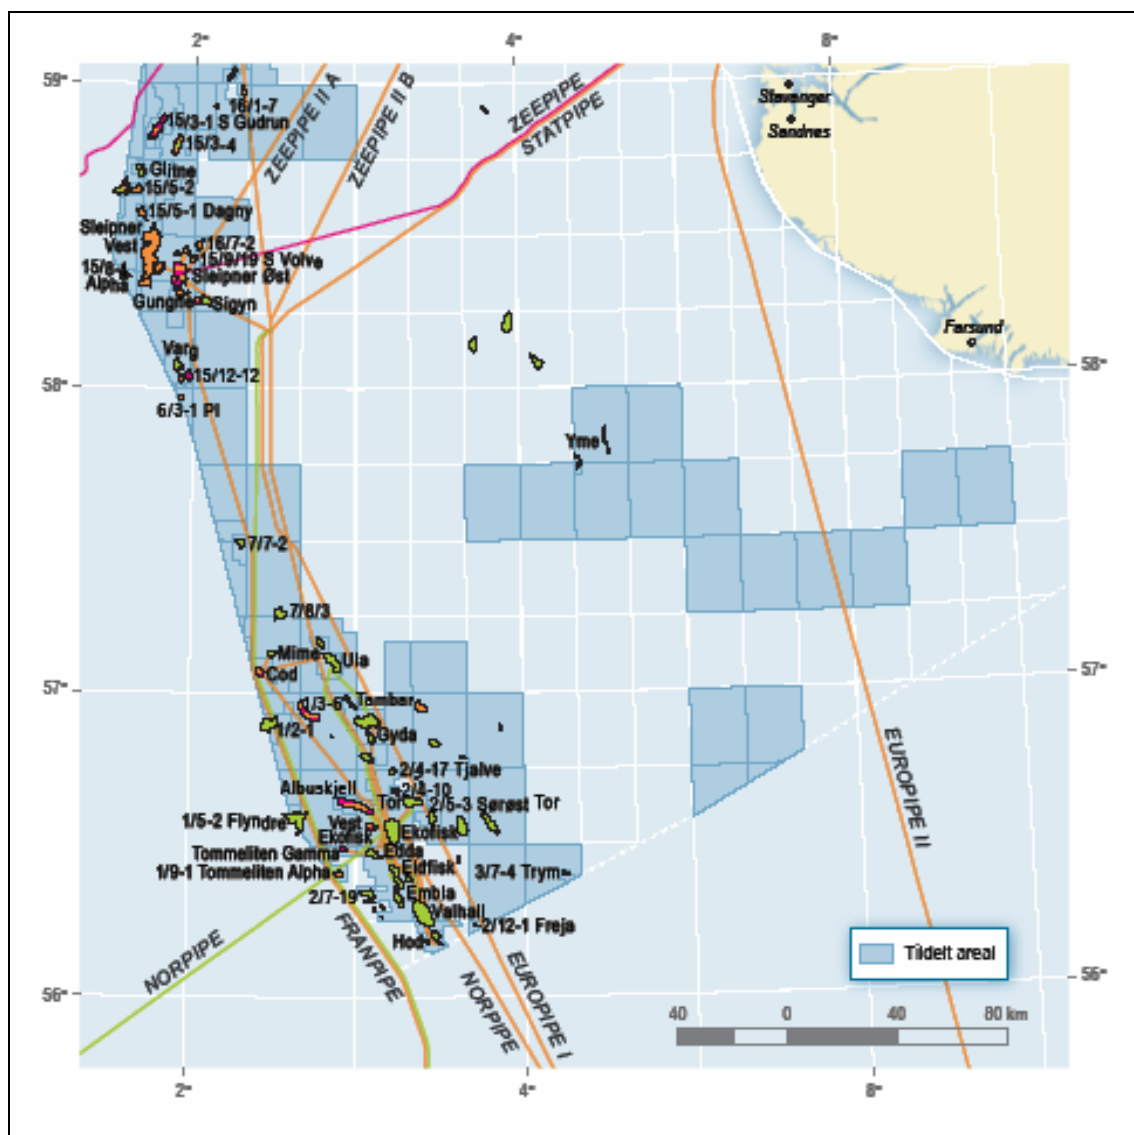 2° 4° 8°
59°
Stavanger
Sandnes
16/1-7
15/3-1 S Gudrun
15/3-4
ZEEPIPE II A
ZEEPIPE II B
ZEEPIPE
STATPIPE
Glitne
15/5-2
15/5-1 Dagny
Sleipner
Vest
16/7-2
15/9/19 S Volve
15/8-1
Alpha
Sleipner Øst
Gungne
Sigyn
Farsund
Varg
15/12-12
58°
58°
6/3-1 PI
Yme
7/7-2
7/8/3
Mime
Ula
Cod
57°
57°
1/3-6
Tambar
1/2-1
Gyda
2/4-17 Tjalve
Albuskjell
2/4-10
Tor
2/5-3 Sørøst Tor
1/5-2 Flyndre
Vest
Ekofisk
Ekofisk
Tommeliten Gamma
Edda
1/9-1 Tommeliten Alpha
Eldfisk
3/7-4 Trym
2/7-19
Embla
Valhall
2/12-1 Freja
Hod
EUROPIPE II
NORPIPE
FRANPIPE
NORPIPE
EUROPIPE I
Tildelt areal
56°
56°
40 0 40 80 km
2° 4° 8°